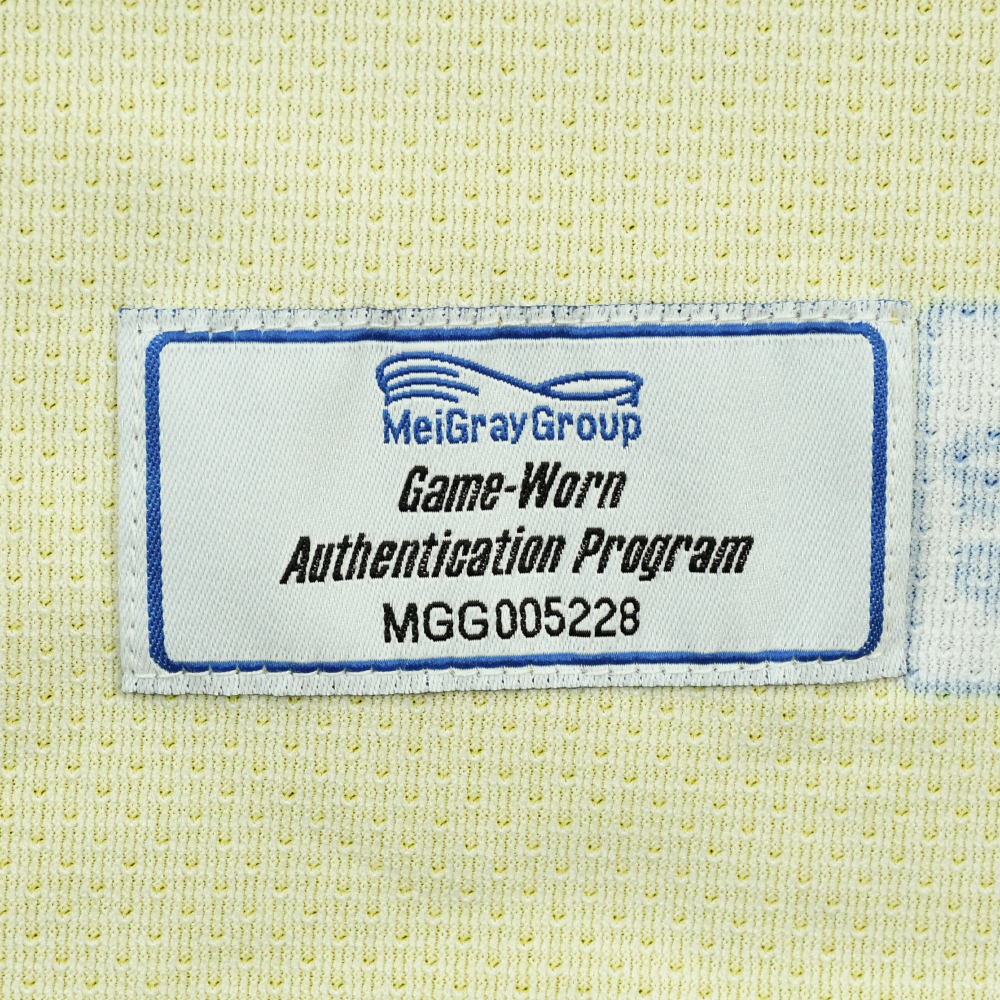 MeiGrayGroup
Game-Worn
Authentication Program
MGG005228